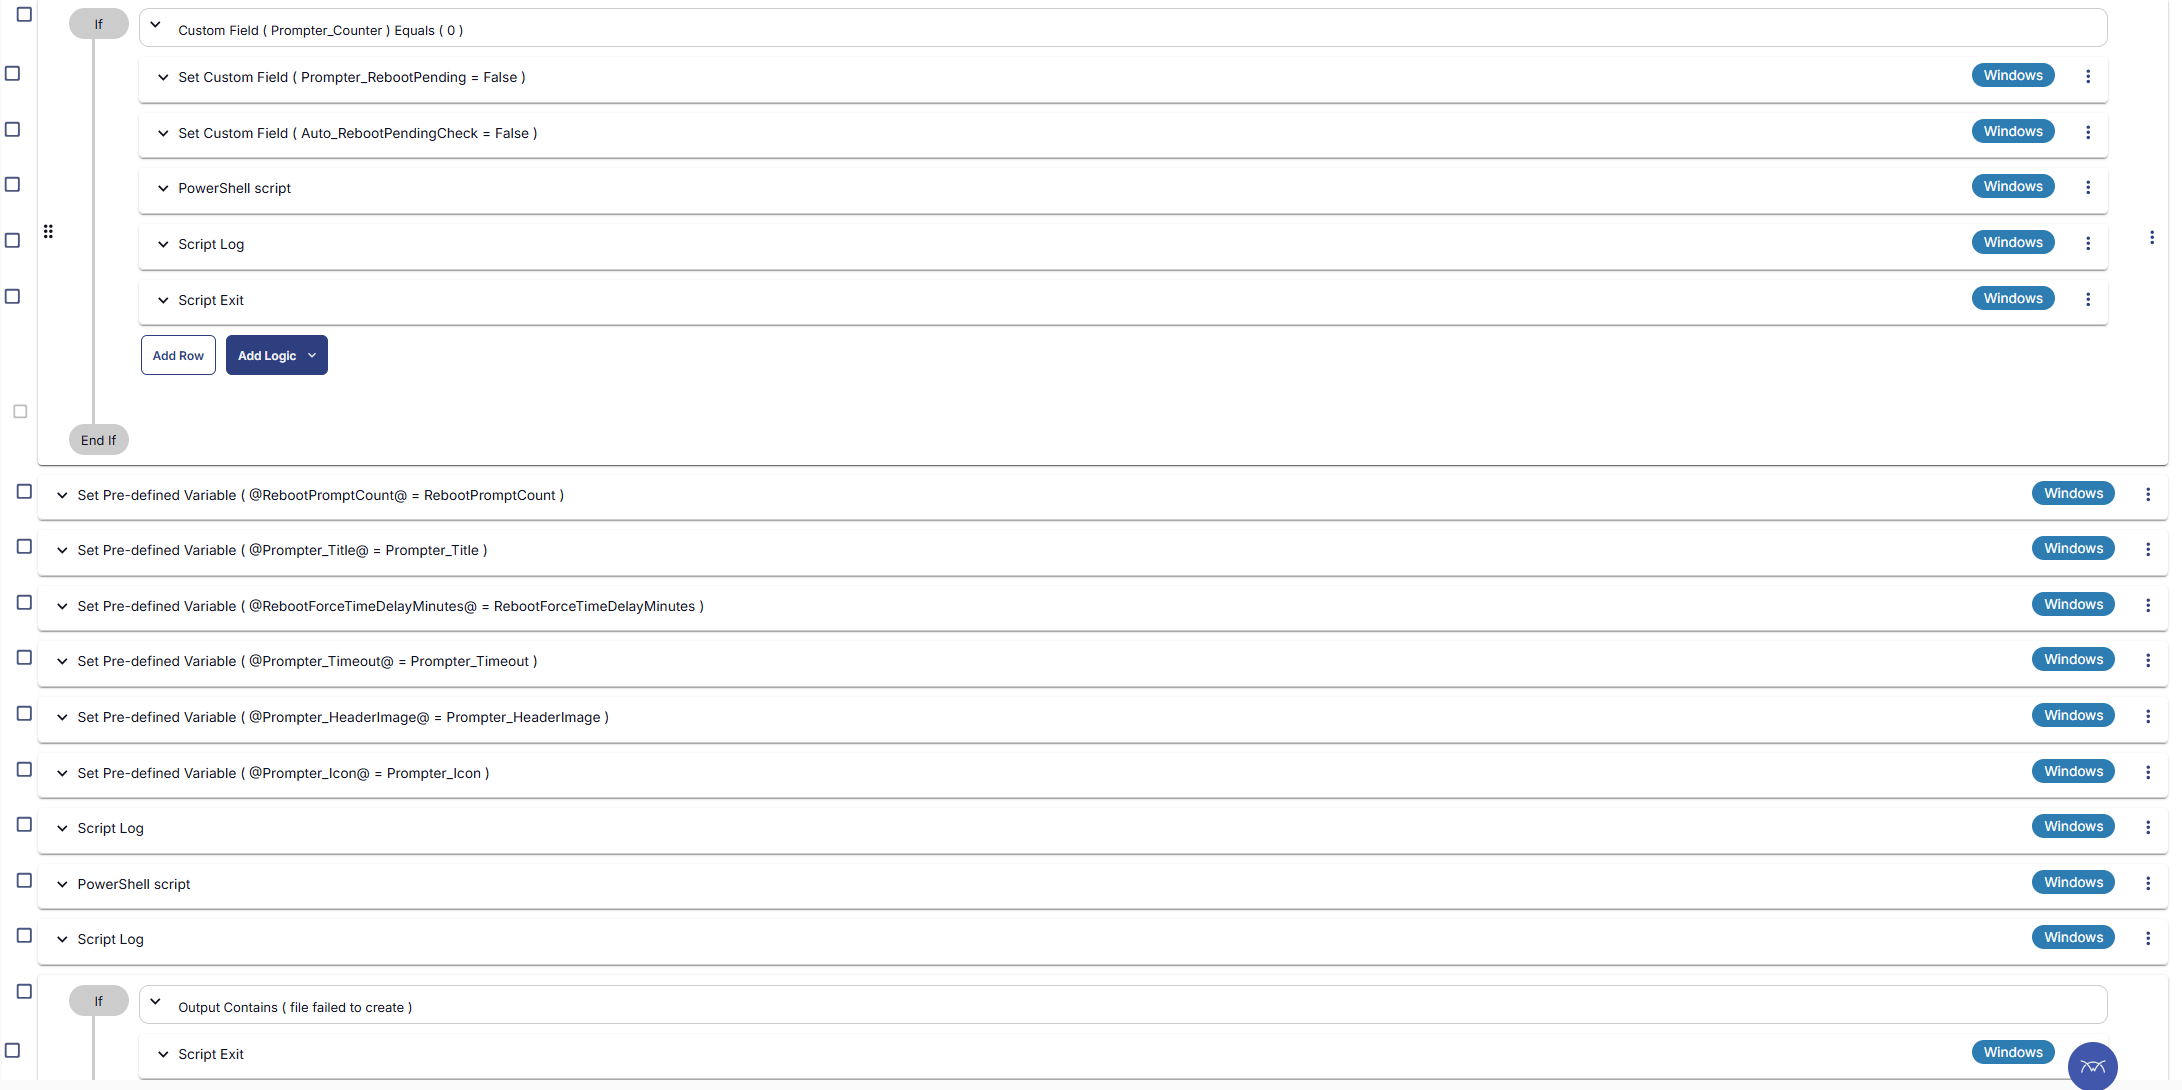 If
Custom Field ( Prompter_Counter ) Equals ( 0 )
Set Custom Field ( Prompter_RebootPending = False )
Windows
Set Custom Field ( Auto_RebootPendingCheck = False )
Windows
PowerShell script
Windows
Script Log
Windows
Script Exit
Windows
Add Row
Add Logic
End If
Set Pre-defined Variable ( @RebootPromptCount@ = RebootPromptCount )
Windows
Set Pre-defined Variable ( @Prompter_Title@ = Prompter_Title )
Windows
Set Pre-defined Variable ( @RebootForceTimeDelayMinutes@ = RebootForceTimeDelayMinutes )
Windows
Set Pre-defined Variable ( @Prompter_Timeout@ = Prompter_Timeout )
Windows
Set Pre-defined Variable ( @Prompter_HeaderImage@ = Prompter_HeaderImage )
Windows
Set Pre-defined Variable ( @Prompter_Icon@ = Prompter_Icon )
Windows
Script Log
Windows
PowerShell script
Windows
Script Log
Windows
If
Output Contains ( file failed to create )
Script Exit
Windows